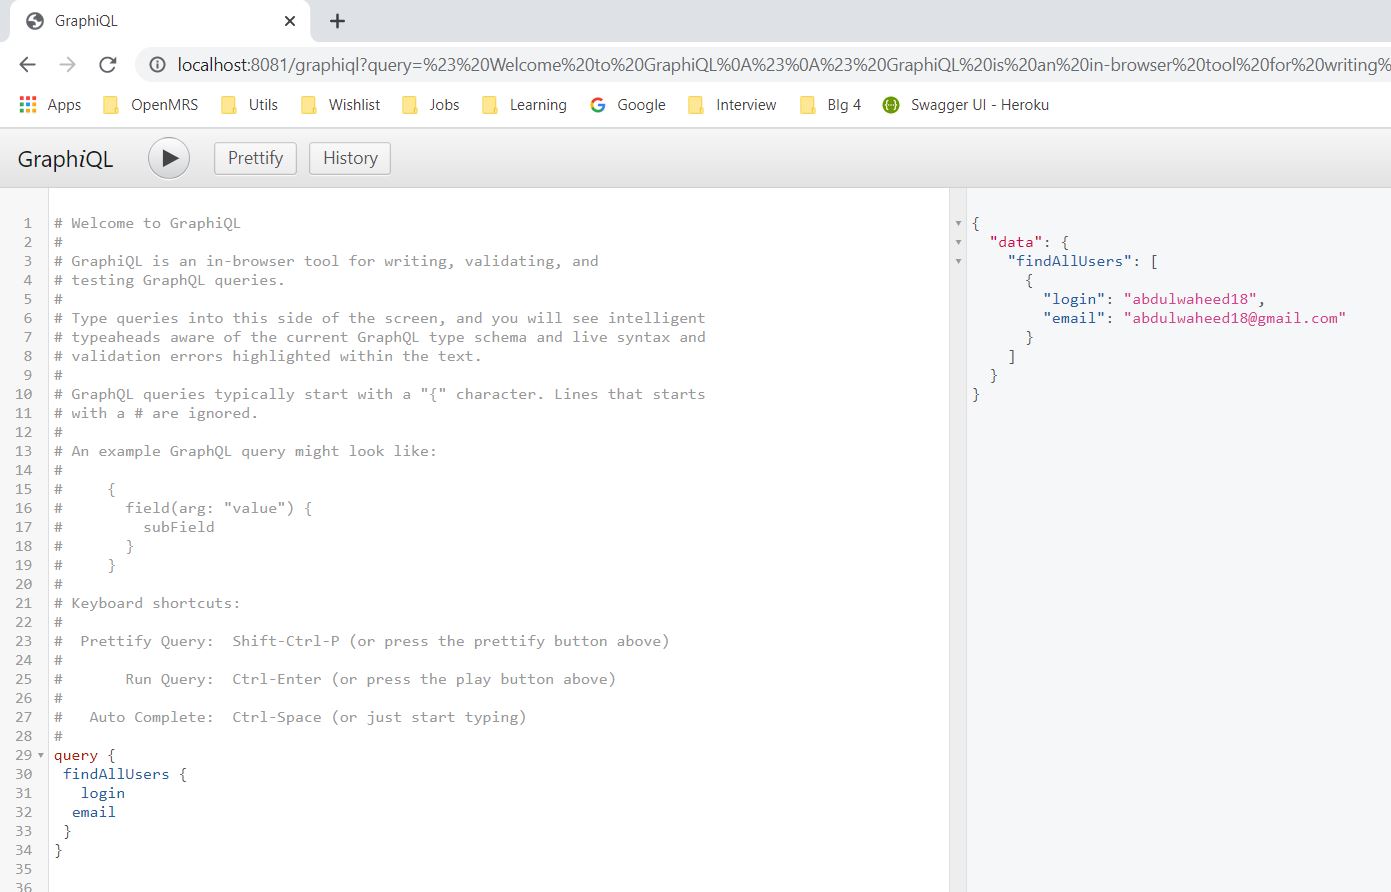 GraphiQL
localhost:8081/graphiql?query=%23%20Welcome%20to%20GraphiQL%0A%23%0A%23%20GraphiQL%20is%20an%20in-browser%20tool%20for%20writing%
Apps OpenMRS Utils Wishlist Jobs Learning Google Interview BIg 4 Swagger UI - Heroku
GraphiQL Prettify History
1 # Welcome to GraphiQL
2 #
3 # GraphiQL is an in-browser tool for writing, validating, and
4 # testing GraphQL queries.
5 #
6 # Type queries into this side of the screen, and you will see intelligent
7 # typeaheads aware of the current GraphQL type schema and live syntax and
8 # validation errors highlighted within the text.
9 #
10 # GraphQL queries typically start with a "{" character. Lines that starts
11 # with a # are ignored.
12 #
13 # An example GraphQL query might look like:
14 #
15 #     {
16 #       field(arg: "value") {
17 #         subField
18 #       }
19 #     }
20 #
21 # Keyboard shortcuts:
22 #
23 #  Prettify Query:  Shift-Ctrl-P (or press the prettify button above)
24 #
25 #       Run Query:  Ctrl-Enter (or press the play button above)
26 #
27 #   Auto Complete:  Ctrl-Space (or just start typing)
28 #
29 query {
30  findAllUsers {
31    login
32   email
33  }
34 }
35
36
{
  "data": {
    "findAllUsers": [
      {
        "login": "abdulwaheed18",
        "email": "abdulwaheed18@gmail.com"
      }
    ]
  }
}